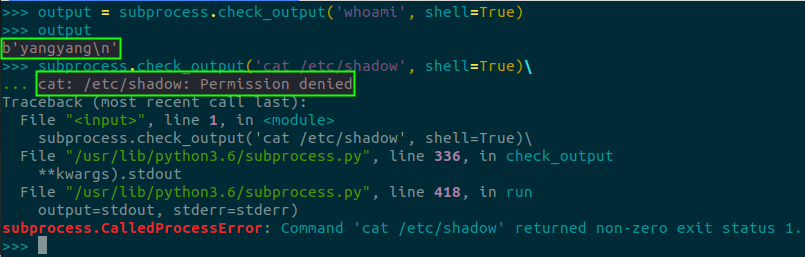 >>> output = subprocess.check_output('whoami', shell=True)
>>> output
b'yangyang\n'
>>> subprocess.check_output('cat /etc/shadow', shell=True)\
... cat: /etc/shadow: Permission denied
Traceback (most recent call last):
  File "<input>", line 1, in <module>
    subprocess.check_output('cat /etc/shadow', shell=True)\
  File "/usr/lib/python3.6/subprocess.py", line 336, in check_output
    **kwargs).stdout
  File "/usr/lib/python3.6/subprocess.py", line 418, in run
    output=stdout, stderr=stderr)
subprocess.CalledProcessError: Command 'cat /etc/shadow' returned non-zero exit status 1.
>>>